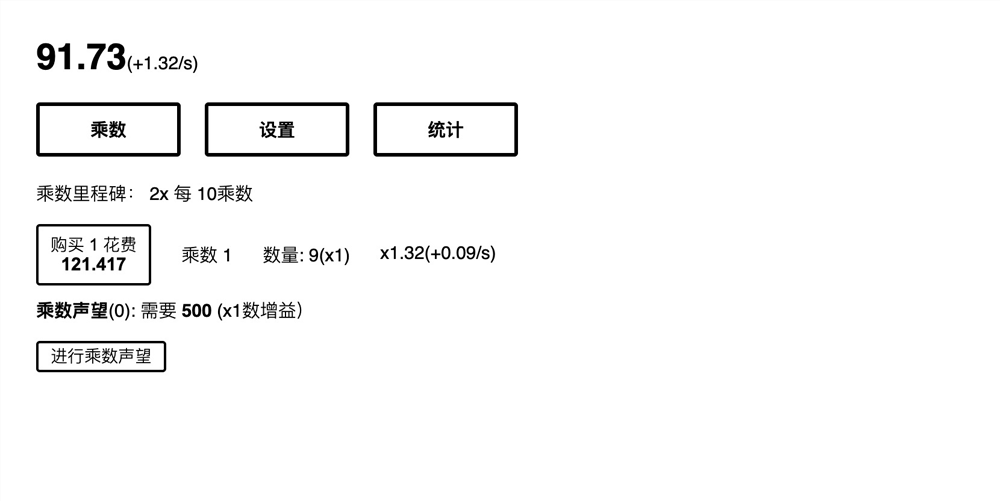 91.73(+1.32/s)
乘数 设置 统计
乘数里程碑： 2x 每 10乘数
购买 1 花费
121.417
乘数 1 数量: 9(x1) x1.32(+0.09/s)
乘数声望(0): 需要 500 (x1数增益）
进行乘数声望